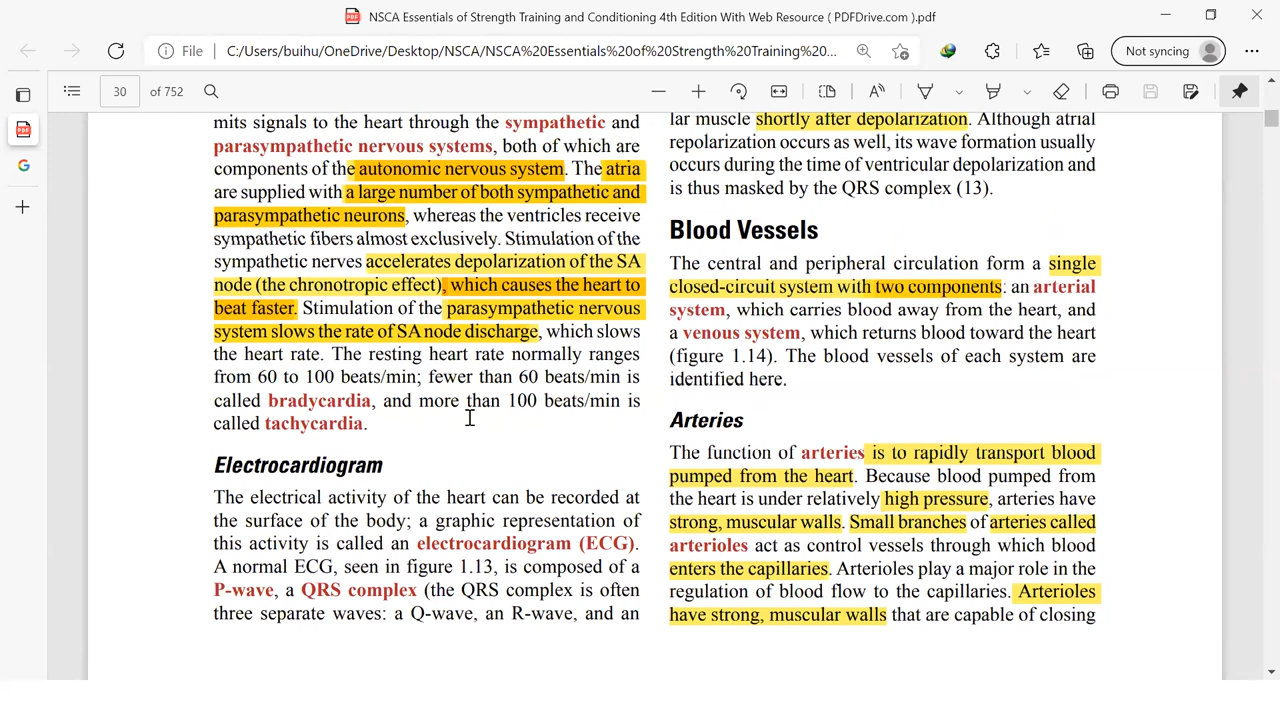 NSCA Essentials of Strength Training and Conditioning 4th Edition With Web Resource ( PDFDrive.com ).pdf
File
C:/Users/buihu/OneDrive/Desktop/NSCA/NSCA%20Essentials%20of%20Strength%20Training%20...
Not syncing
30 of 752
mits signals to the heart through the sympathetic and
parasympathetic nervous systems, both of which are
components of the autonomic nervous system. The atria
are supplied with a large number of both sympathetic and
parasympathetic neurons, whereas the ventricles receive
sympathetic fibers almost exclusively. Stimulation of the
sympathetic nerves accelerates depolarization of the SA
node (the chronotropic effect), which causes the heart to
beat faster. Stimulation of the parasympathetic nervous
system slows the rate of SA node discharge, which slows
the heart rate. The resting heart rate normally ranges
from 60 to 100 beats/min; fewer than 60 beats/min is
called bradycardia, and more than 100 beats/min is
called tachycardia.
Electrocardiogram
The electrical activity of the heart can be recorded at
the surface of the body; a graphic representation of
this activity is called an electrocardiogram (ECG).
A normal ECG, seen in figure 1.13, is composed of a
P-wave, a QRS complex (the QRS complex is often
three separate waves: a Q-wave, an R-wave, and an
lar muscle shortly after depolarization. Although atrial
repolarization occurs as well, its wave formation usually
occurs during the time of ventricular depolarization and
is thus masked by the QRS complex (13).
Blood Vessels
The central and peripheral circulation form a single
closed-circuit system with two components: an arterial
system, which carries blood away from the heart, and
a venous system, which returns blood toward the heart
(figure 1.14). The blood vessels of each system are
identified here.
Arteries
The function of arteries is to rapidly transport blood
pumped from the heart. Because blood pumped from
the heart is under relatively high pressure, arteries have
strong, muscular walls. Small branches of arteries called
arterioles act as control vessels through which blood
enters the capillaries. Arterioles play a major role in the
regulation of blood flow to the capillaries. Arterioles
have strong, muscular walls that are capable of closing